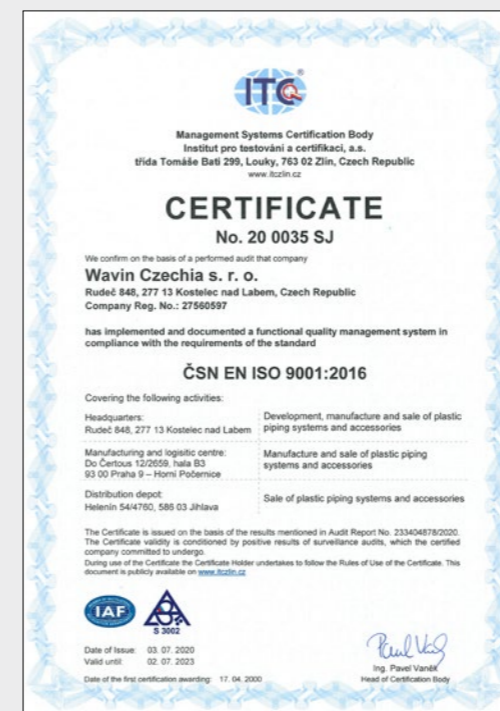 ITC®
Management Systems Certification Body
Institut pro testování a certifikaci, a.s.
třída Tomáše Bati 299, Louky, 763 02 Zlín, Czech Republic
www.itczlin.cz
CERTIFICATE
No. 20 0035 SJ
We confirm on the basis of a performed audit that company
Wavin Czechia s. r. o.
Rudeč 848, 277 13 Kostelec nad Labem, Czech Republic
Company Reg. No.: 27560597
has implemented and documented a functional quality management system in
compliance with the requirements of the standard
ČSN EN ISO 9001:2016
Covering the following activities:
Headquarters:
Rudeč 848, 277 13 Kostelec nad Labem
Development, manufacture and sale of plastic
piping systems and accessories
Manufacturing and logisitic centre:
Do Čertous 12/2659, hala B3
93 00 Praha 9 – Horní Počernice
Manufacture and sale of plastic piping
systems and accessories
Distribution depot:
Helenín 54/4760, 586 03 Jihlava
Sale of plastic piping systems and accessories
The Certificate is issued on the basis of the results mentioned in Audit Report No. 233404878/2020.
The Certificate validity is conditioned by positive results of surveillance audits, which the certified
company committed to undergo.
During use of the Certificate the Certificate Holder undertakes to follow the Rules of Use of the Certificate. This
document is publicly available on www.itczlin.cz
IAF
S 3002
Date of Issue: 03. 07. 2020
Valid until: 02. 07. 2023
Date of the first certification awarding: 17. 04. 2000
Ing. Pavel Vaněk
Head of Certification Body